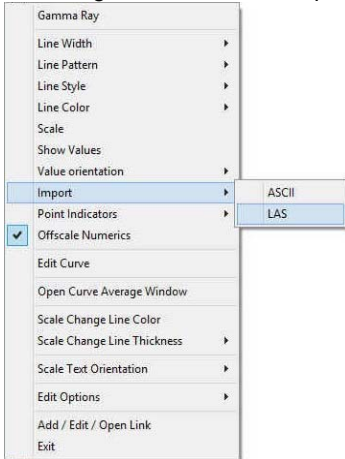 Gamma Ray
Line Width
Line Pattern
Line Style
Line Color
Scale
Show Values
Value orientation
Import
ASCII
Point Indicators
LAS
Offscale Numerics
Edit Curve
Open Curve Average Window
Scale Change Line Color
Scale Change Line Thickness
Scale Text Orientation
Edit Options
Add / Edit / Open Link
Exit